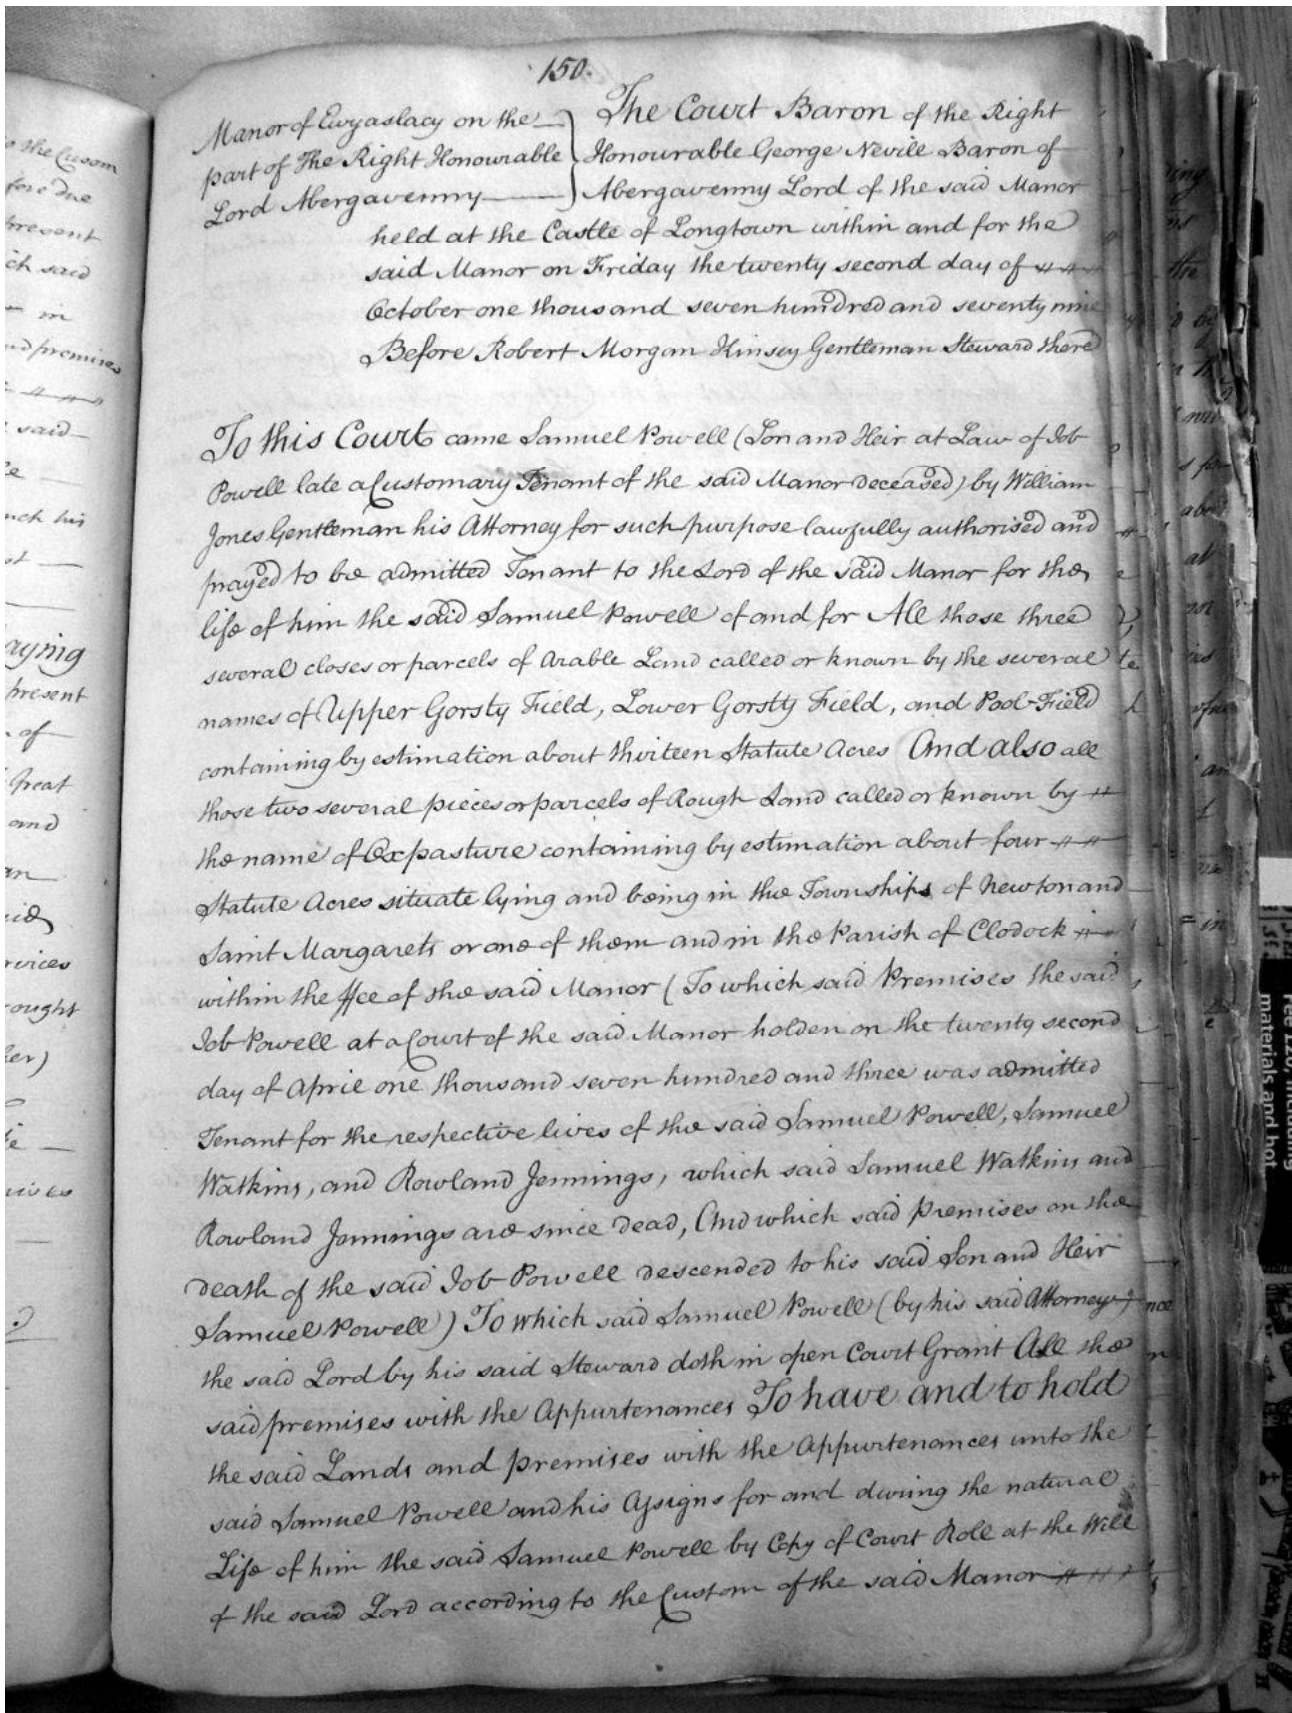 150.
Manor of Ewyaslacy on the
part of The Right Honourable
Lord Abergavenny
The Court Baron of the Right
Honourable George Nevill Baron of
Abergavenny Lord of the said Manor
held at the Castle of Longtown within and for the
said Manor on Friday the twenty second day of
October one thousand seven hundred and seventy nine
Before Robert Morgan Kinsey Gentleman Steward there
To this Court came Samuel Powell (Son and Heir at Law of Job
Powell late a Customary Tenant of the said Manor deceased) by William
Jones Gentleman his Attorney for such purpose lawfully authorised and
prayed to be admitted Tenant to the Lord of the said Manor for the
life of him the said Samuel Powell of and for All those three
several closes or parcels of Arable Land called or known by the several
names of Upper Gorsty Field, Lower Gorsty Field, and Pool Field
containing by estimation about thirteen Statute Acres And also all
those two several pieces or parcels of Rough Land called or known by
the name of Oxpasture containing by estimation about four
Statute Acres situate lying and being in the Townships of Newton and
Saint Margarets or one of them and in the Parish of Clodock
within the ffee of the said Manor (To which said Premises the said
Job Powell at a Court of the said Manor holden on the twenty second
day of April one thousand seven hundred and three was admitted
Tenant for the respective lives of the said Samuel Powell, Samuel
Watkins, and Rowland Jennings, which said Samuel Watkins and
Rowland Jennings are since dead, And which said premises on the
death of the said Job Powell descended to his said Son and Heir
Samuel Powell) To which said Samuel Powell (by his said Attorney)
the said Lord by his said Steward doth in open Court Grant All the
said premises with the Appurtenances To have and to hold
the said Lands and premises with the Appurtenances unto the
said Samuel Powell and his Assigns for and during the natural
Life of him the said Samuel Powell by Copy of Court Roll at the Will
of the said Lord according to the Custom of the said Manor